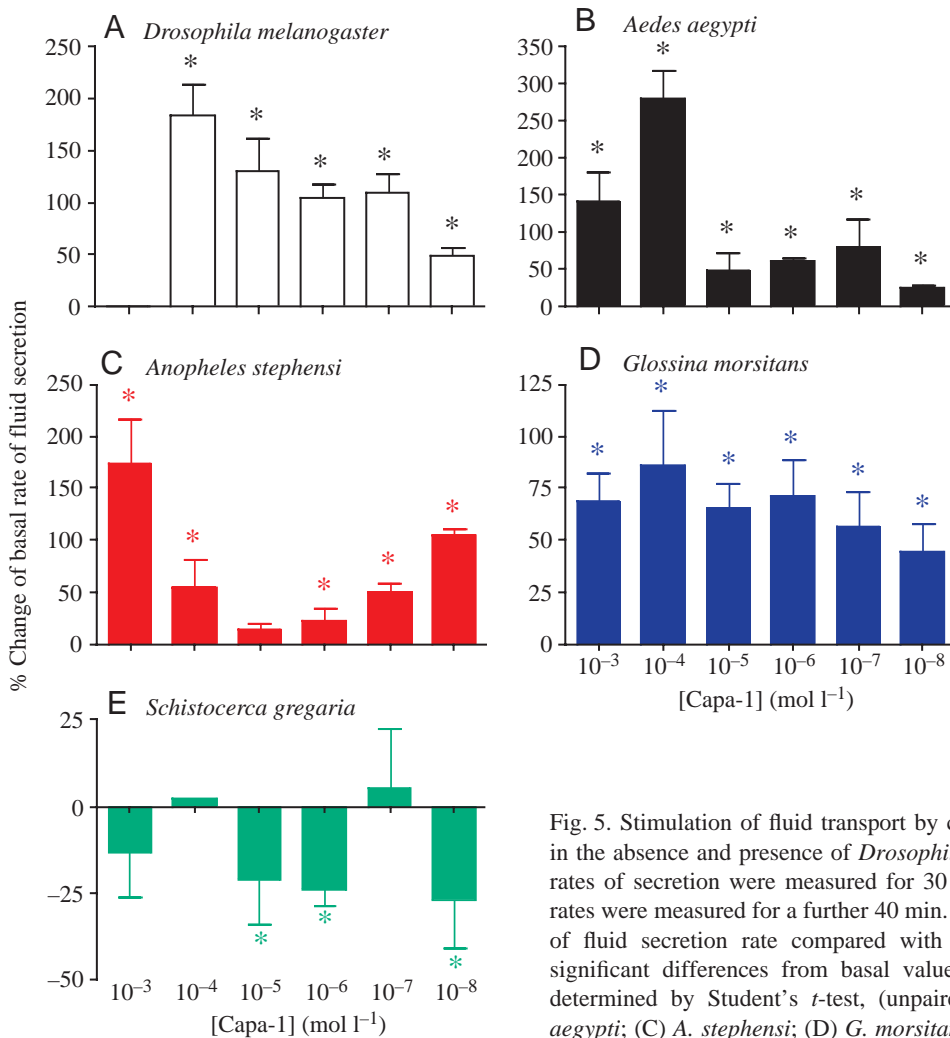 A Drosophila melanogaster
250
200
150
100
50
0
* * * * *
B Aedes aegypti
350
300
250
200
150
100
50
0
* * * * * *
% Change of basal rate of fluid secretion
C Anopheles stephensi
250
200
150
100
50
0
* * * * *
D Glossina morsitans
125
100
75
50
25
0
* * * * * *
10⁻³ 10⁻⁴ 10⁻⁵ 10⁻⁶ 10⁻⁷ 10⁻⁸
[Capa-1] (mol l⁻¹)
E Schistocerca gregaria
25
0
−25
−50
* * *
10⁻³ 10⁻⁴ 10⁻⁵ 10⁻⁶ 10⁻⁷ 10⁻⁸
[Capa-1] (mol l⁻¹)
Fig. 5. Stimulation of fluid transport by c
in the absence and presence of Drosophi
rates of secretion were measured for 30
rates were measured for a further 40 min.
of fluid secretion rate compared with
significant differences from basal value
determined by Student's t-test, (unpaire
aegypti; (C) A. stephensi; (D) G. morsita